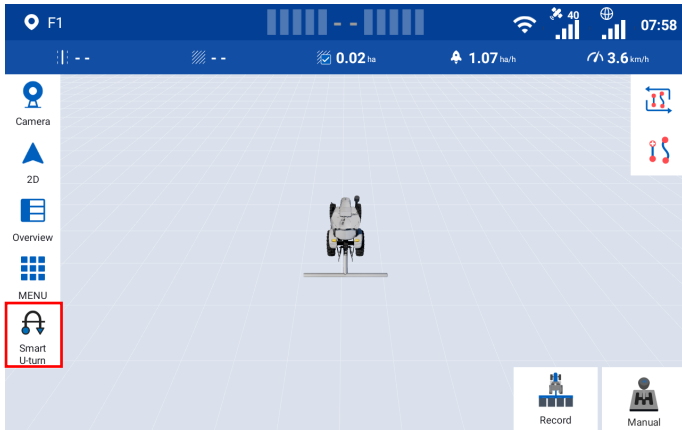 F1
- -
40
07:58
- -
- -
0.02 ha
1.07 ha/h
3.6 km/h
Camera
2D
Overview
MENU
Smart
U-turn
Record
Manual